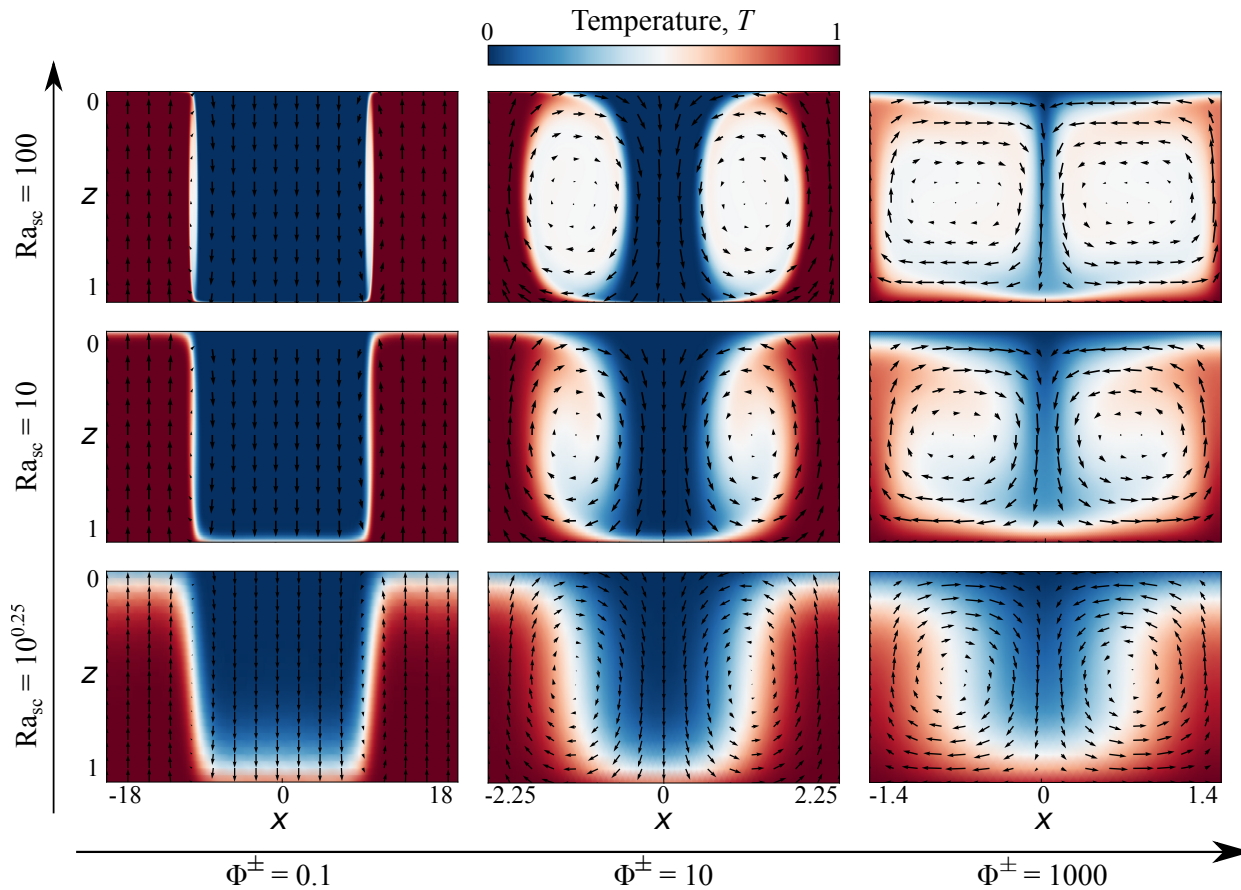 Temperature, T
0 1
Ra_sc = 100
0
z
1
Ra_sc = 10
0
z
1
Ra_sc = 10^0.25
0
z
1
-18 0 18
x
-2.25 0 2.25
x
-1.4 0 1.4
x
Φ^± = 0.1
Φ^± = 10
Φ^± = 1000